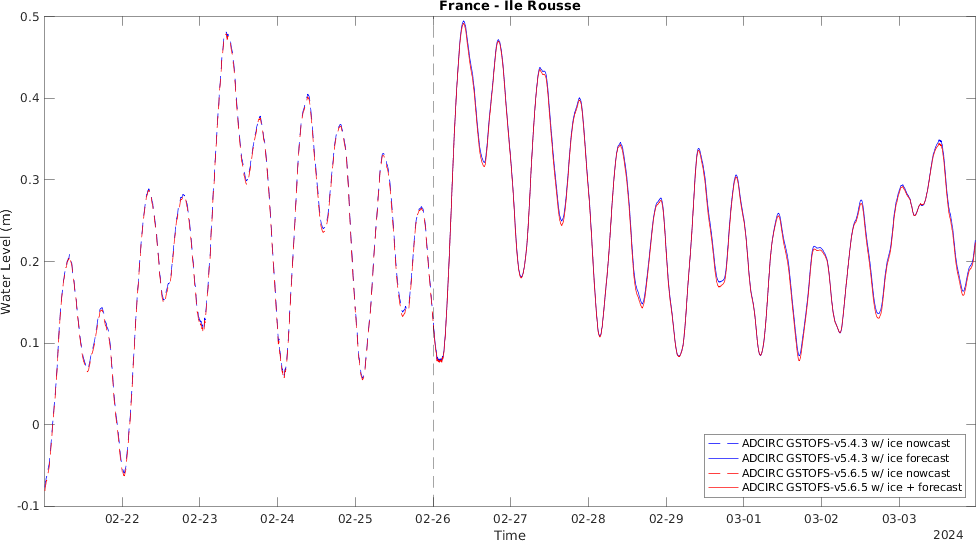 France - Ile Rousse
Water Level (m)
0.5
0.4
0.3
0.2
0.1
0
-0.1
02-22 02-23 02-24 02-25 02-26 02-27 02-28 02-29 03-01 03-02 03-03
Time
2024
ADCIRC GSTOFS-v5.4.3 w/ ice nowcast
ADCIRC GSTOFS-v5.4.3 w/ ice forecast
ADCIRC GSTOFS-v5.6.5 w/ ice nowcast
ADCIRC GSTOFS-v5.6.5 w/ ice + forecast